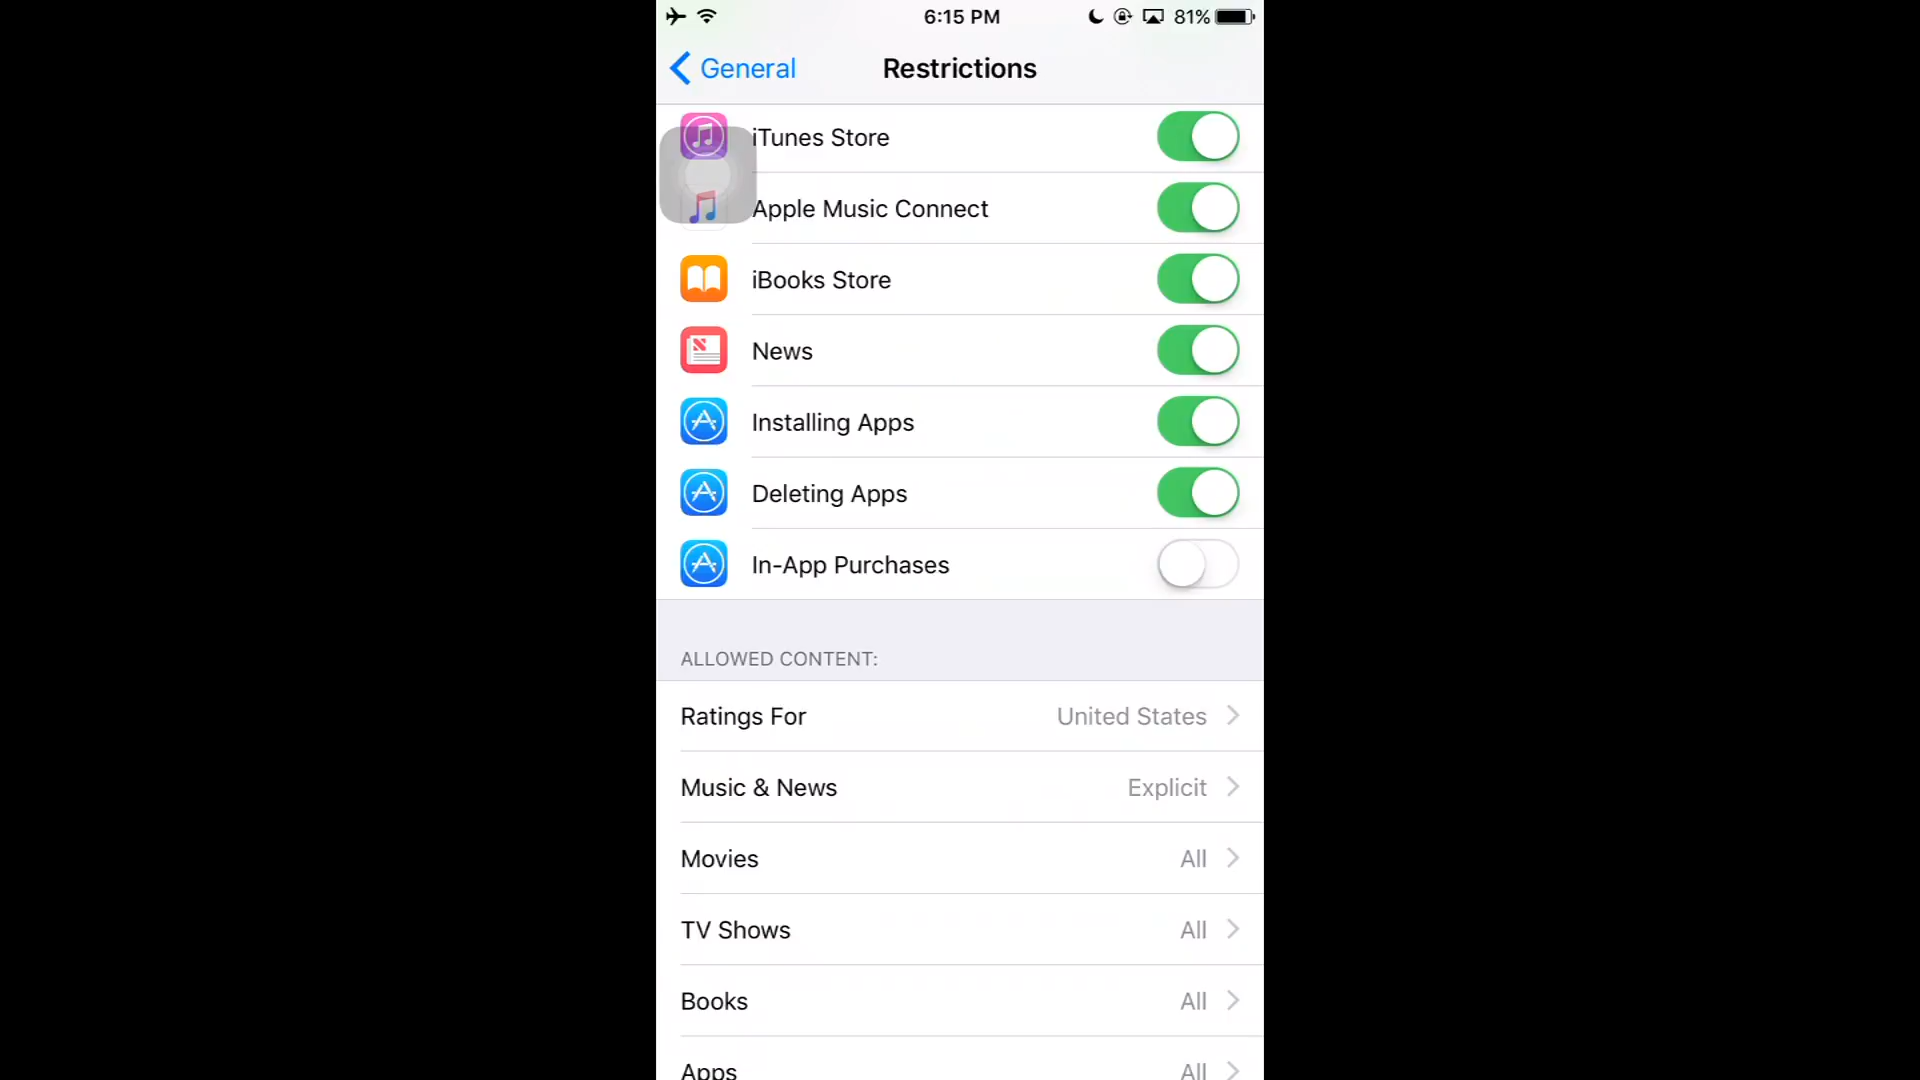 6:15 PM 81%
General Restrictions
iTunes Store
Apple Music Connect
iBooks Store
News
Installing Apps
Deleting Apps
In-App Purchases
ALLOWED CONTENT:
Ratings For United States
Music & News Explicit
Movies All
TV Shows All
Books All
Apps All